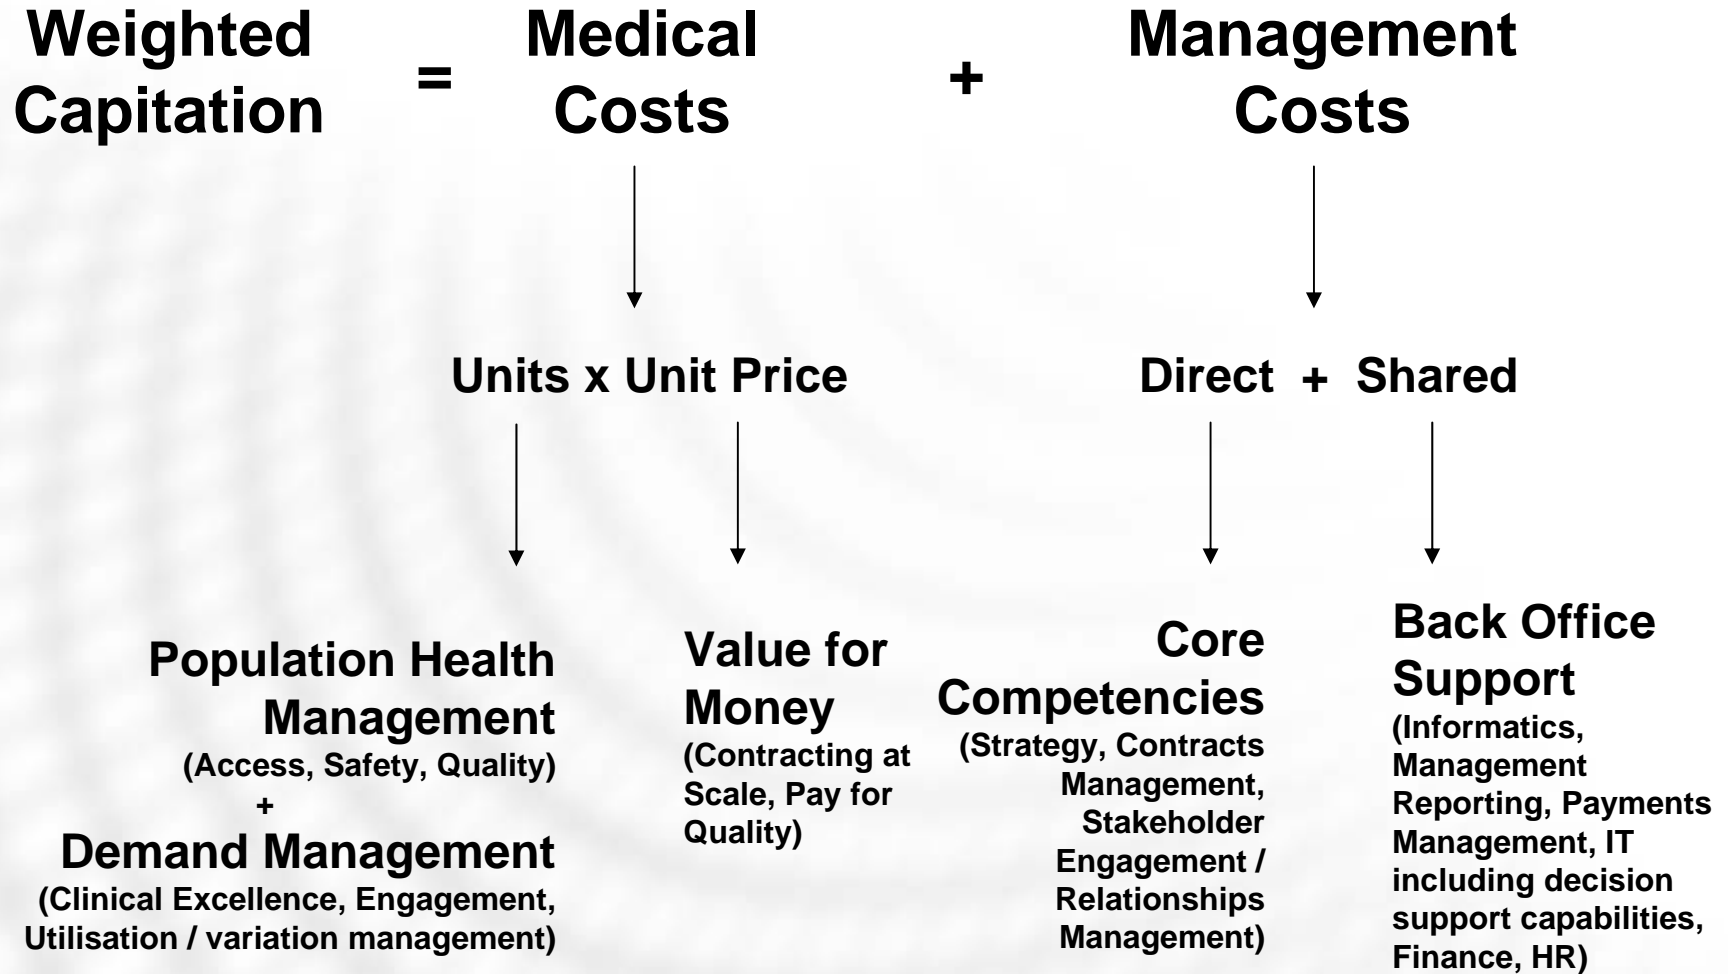 Weighted
Capitation
=
Medical
Costs
+
Management
Costs
Units x Unit Price
Direct + Shared
Population Health
Management
(Access, Safety, Quality)
+
Demand Management
(Clinical Excellence, Engagement,
Utilisation / variation management)
Value for
Money
(Contracting at
Scale, Pay for
Quality)
Core
Competencies
(Strategy, Contracts
Management,
Stakeholder
Engagement /
Relationships
Management)
Back Office
Support
(Informatics,
Management
Reporting, Payments
Management, IT
including decision
support capabilities,
Finance, HR)